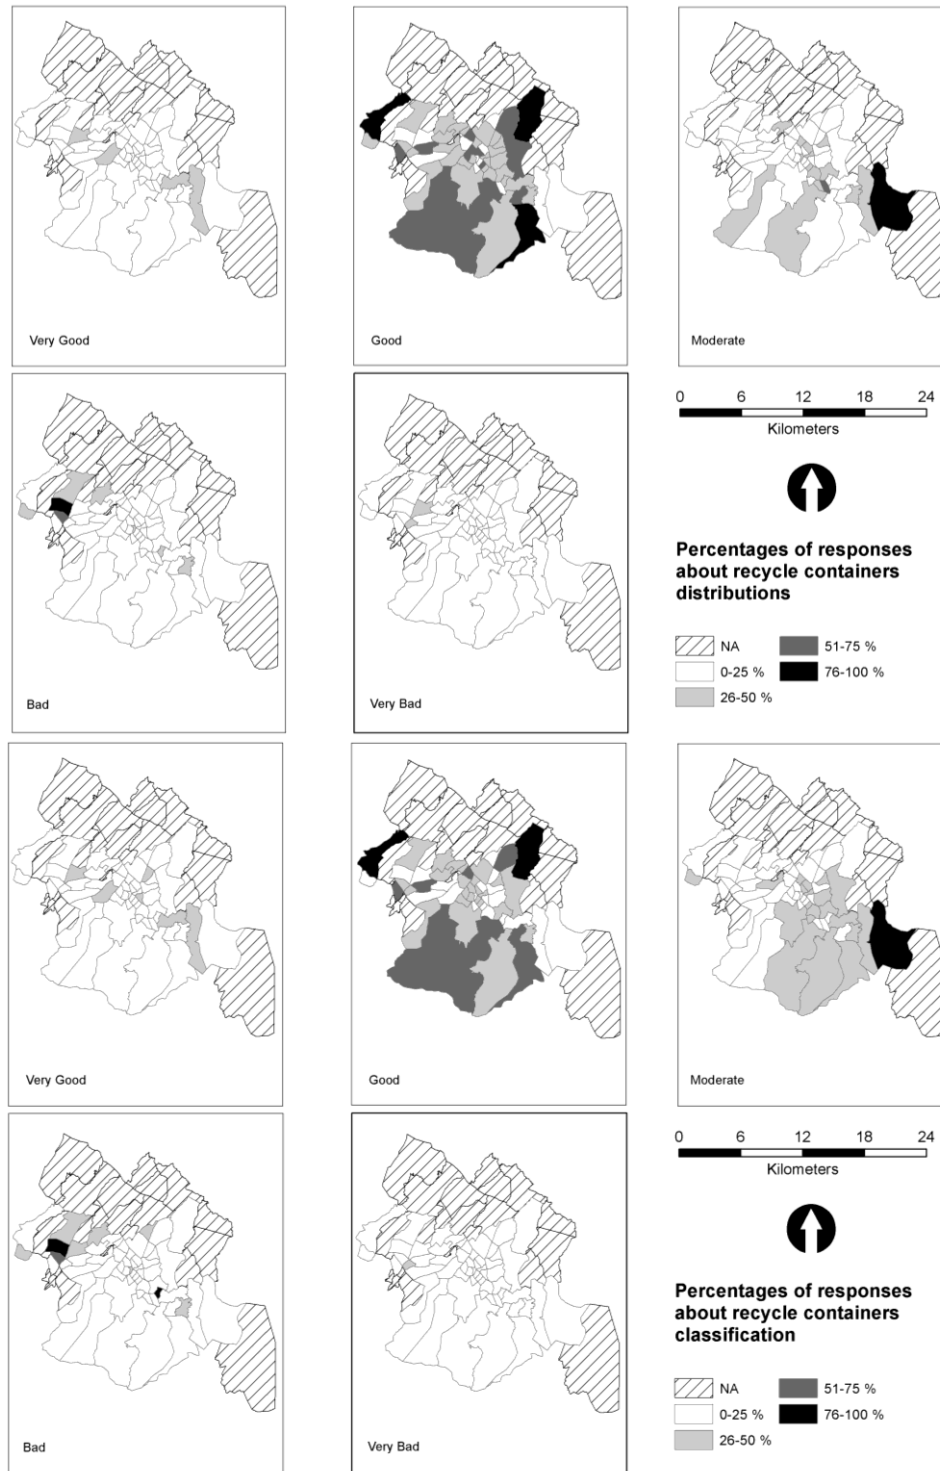 Very Good
Good
Moderate
Bad
Very Bad
0 6 12 18 24
Kilometers
Percentages of responses
about recycle containers
distributions
NA 51-75 %
0-25 % 76-100 %
26-50 %
Very Good
Good
Moderate
Bad
Very Bad
0 6 12 18 24
Kilometers
Percentages of responses
about recycle containers
classification
NA 51-75 %
0-25 % 76-100 %
26-50 %